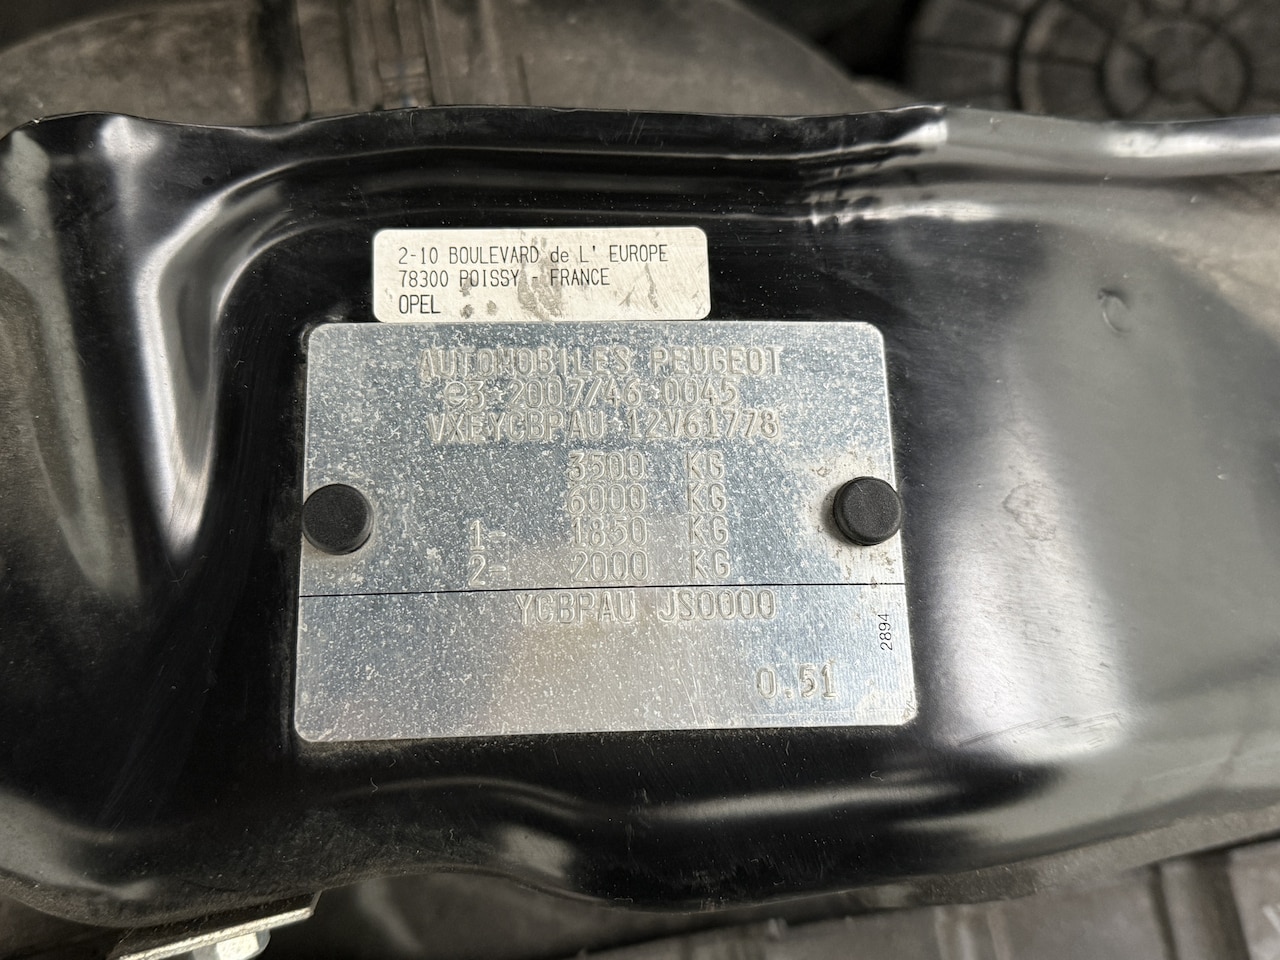 2-10 BOULEVARD de L' EUROPE
78300 POISSY - FRANCE
OPEL
AUTOMOBILES PEUGEOT
e3*2007/46*0045
VXEYCBPAU 12V61778
3500 KG
6000 KG
1- 1850 KG
2- 2000 KG
YCBPAU JS0000
2894
0.51